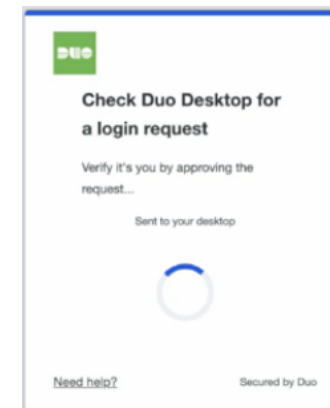 DUO
Check Duo Desktop for
a login request
Verify it's you by approving the
request...
Sent to your desktop
Need help?
Secured by Duo